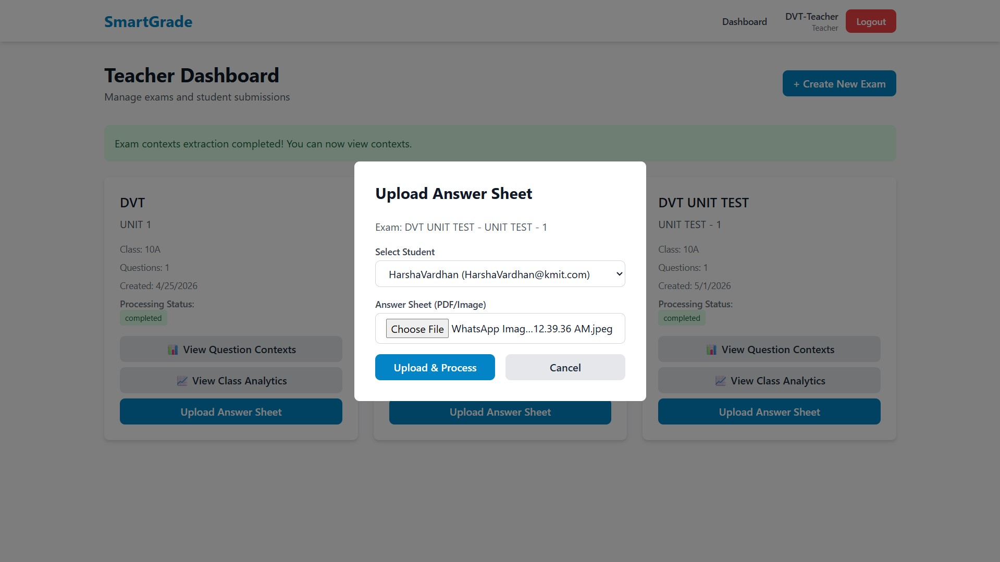 SmartGrade
Dashboard
DVT-Teacher
Teacher
Logout
Teacher Dashboard
Manage exams and student submissions
+ Create New Exam
Exam contexts extraction completed! You can now view contexts.
DVT
UNIT 1
Class: 10A
Questions: 1
Created: 4/25/2026
Processing Status:
completed
📊 View Question Contexts
📈 View Class Analytics
Upload Answer Sheet
Upload Answer Sheet
Exam: DVT UNIT TEST - UNIT TEST - 1
Select Student
HarshaVardhan (HarshaVardhan@kmit.com)
Answer Sheet (PDF/Image)
Choose File WhatsApp Imag...12.39.36 AM.jpeg
Upload & Process
Cancel
Upload Answer Sheet
DVT UNIT TEST
UNIT TEST - 1
Class: 10A
Questions: 1
Created: 5/1/2026
Processing Status:
completed
📊 View Question Contexts
📈 View Class Analytics
Upload Answer Sheet